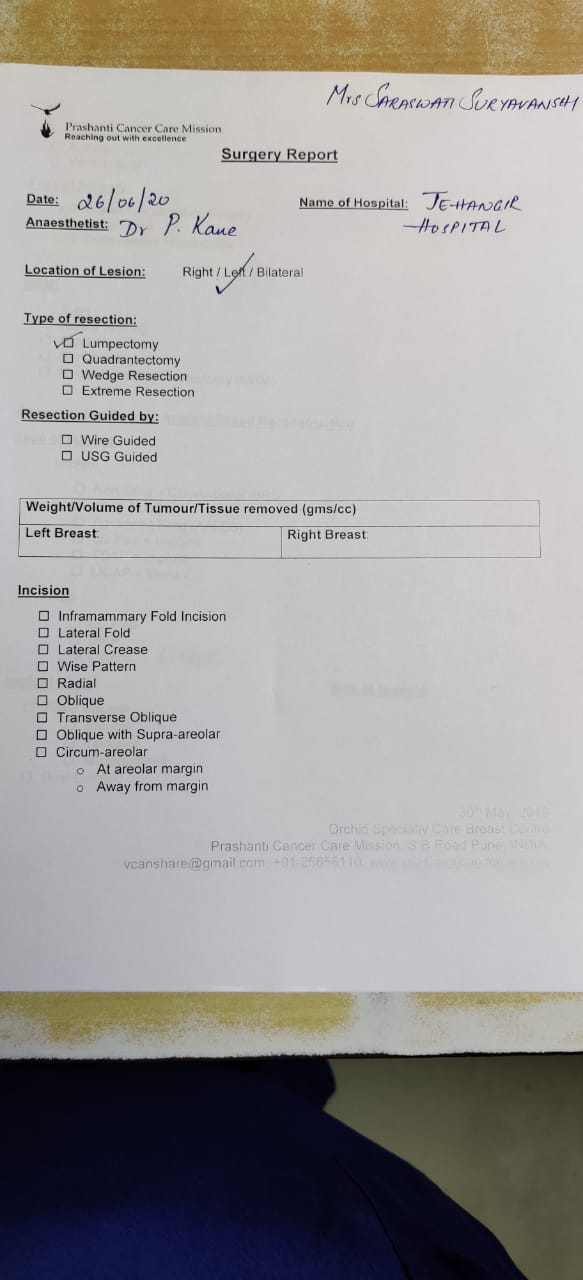 Mrs SARASWATI SURYAVANSHI
Prashanti Cancer Care Mission
Reaching out with excellence
Surgery Report
Date: 26/06/20 Name of Hospital: JEHANGIR
Anaesthetist: Dr P. Kane HOSPITAL
Location of Lesion: Right / Left / Bilateral
Type of resection:
☑ Lumpectomy
☐ Quadrantectomy
☐ Wedge Resection
☐ Extreme Resection
Resection Guided by:
☐ Wire Guided
☐ USG Guided
Weight/Volume of Tumour/Tissue removed (gms/cc)
Left Breast: Right Breast:
Incision
☐ Inframammary Fold Incision
☐ Lateral Fold
☐ Lateral Crease
☐ Wise Pattern
☐ Radial
☐ Oblique
☐ Transverse Oblique
☐ Oblique with Supra-areolar
☐ Circum-areolar
o At areolar margin
o Away from margin
30th May, 2019
Orchid Specialty Care Breast Centre
Prashanti Cancer Care Mission, S B Road Pune, INDIA
vcanshare@gmail.com, +91-25656110,